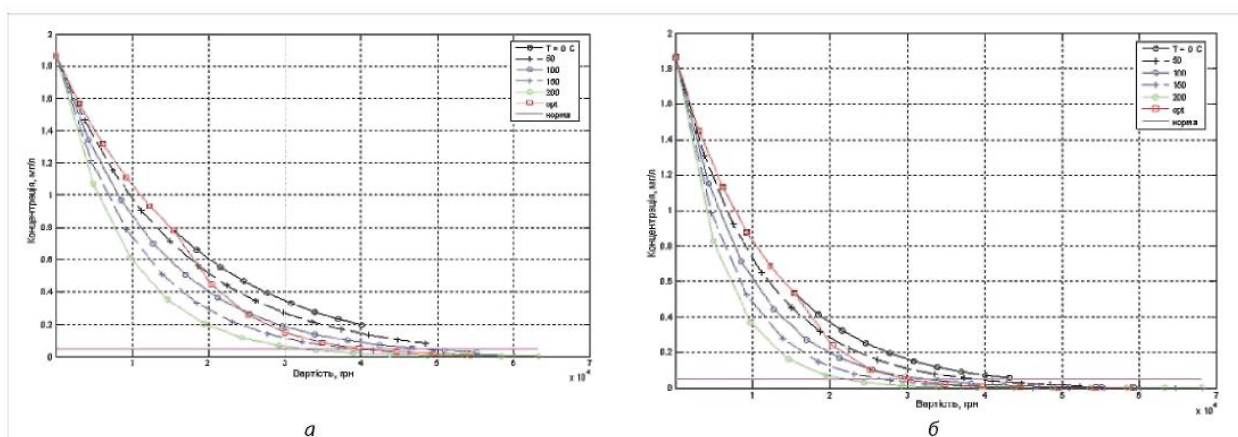 2
1.8
1.6
1.4
1.2
1
0.8
0.6
0.4
0.2
0
Концентрація, мг/л
T = 0 C
50
100
150
200
opt
норма
0 1 2 3 4 5 6 7
x 10⁴
Вартість, грн
а
2
1.8
1.6
1.4
1.2
1
0.8
0.6
0.4
0.2
0
Концентрація, мг/л
T = 0 C
50
100
150
200
opt
норма
0 1 2 3 4 5 6 7
x 10⁴
Вартість, грн
б